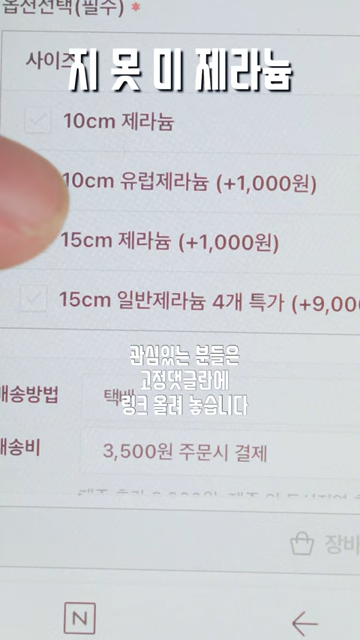 옵션선택(필수) *
사이즈
지 못 미 제라늄
10cm 제라늄
10cm 유럽제라늄 (+1,000원)
15cm 제라늄 (+1,000원)
15cm 일반제라늄 4개 특가 (+9,00
관심있는 분들은
고정댓글란에
링크 올려 놓습니다
배송방법
택배
배송비
3,500원 주문시 결제
장바
N